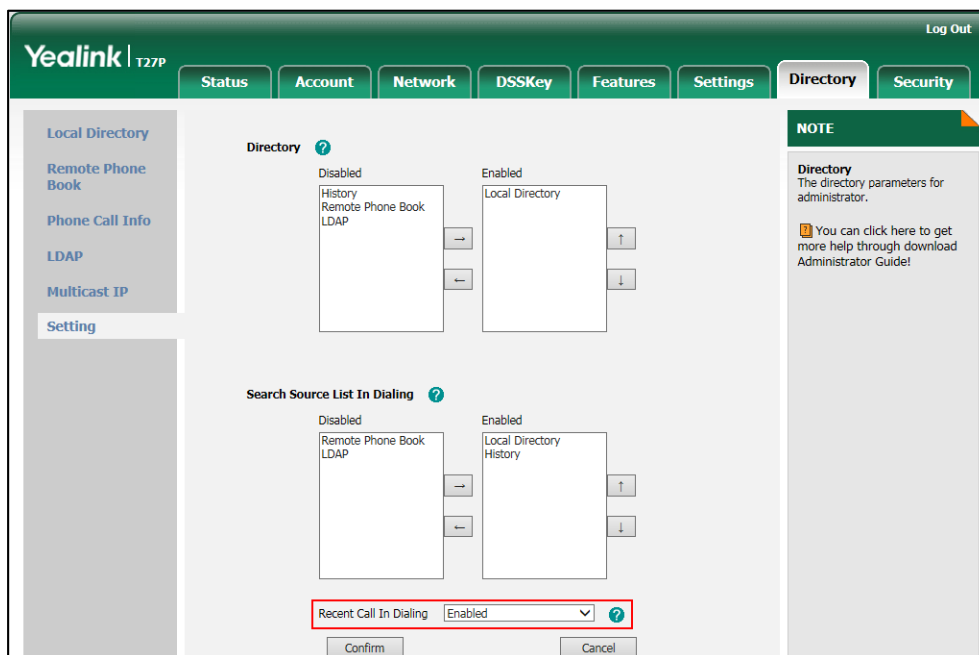 Log Out
Yealink | T27P
Status Account Network DSSKey Features Settings Directory Security
Local Directory
Remote Phone
Book
Phone Call Info
LDAP
Multicast IP
Setting
Directory ?
Disabled Enabled
History Local Directory
Remote Phone Book
LDAP
→ ↑
← ↓
Search Source List In Dialing ?
Disabled Enabled
Remote Phone Book Local Directory
LDAP History
→ ↑
← ↓
Recent Call In Dialing Enabled ?
Confirm Cancel
NOTE
Directory
The directory parameters for
administrator.
? You can click here to get
more help through download
Administrator Guide!